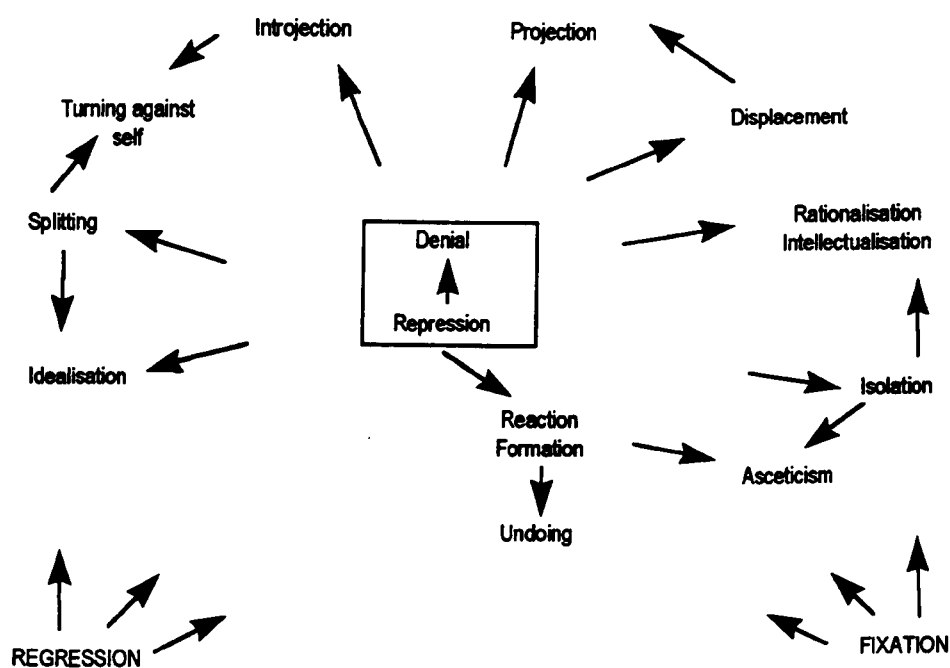 Introjection
Projection
Turning against
self
Displacement
Splitting
Rationalisation
Intellectualisation
Denial
Repression
Idealisation
Isolation
Reaction
Formation
Asceticism
Undoing
REGRESSION
FIXATION